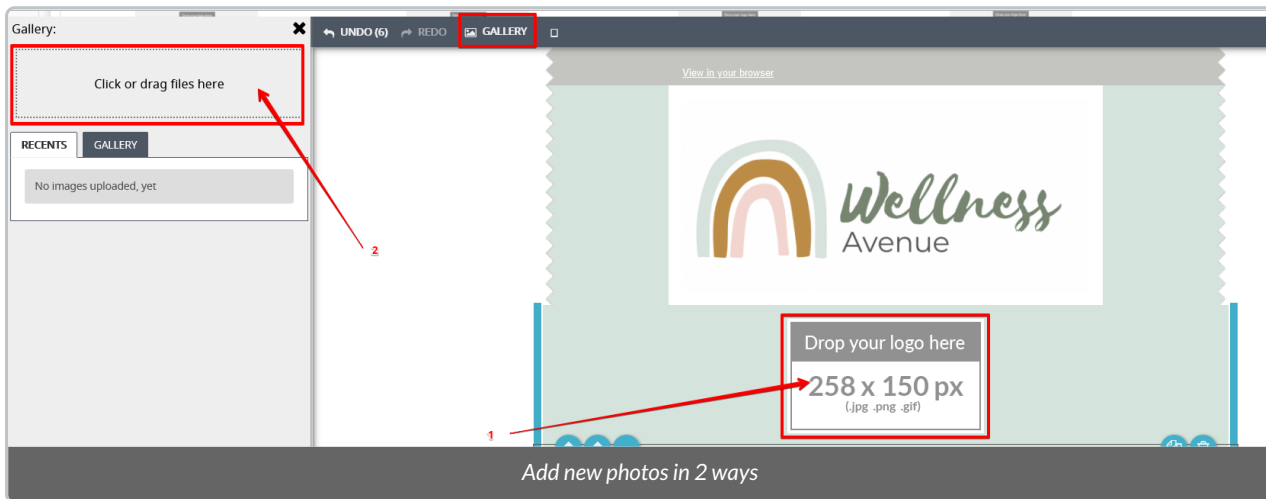 Gallery:
UNDO (6)
REDO
GALLERY
Click or drag files here
RECENTS
GALLERY
No images uploaded, yet
2
View in your browser
Wellness
Avenue
Drop your logo here
258 x 150 px
(.jpg .png .gif)
1
Add new photos in 2 ways